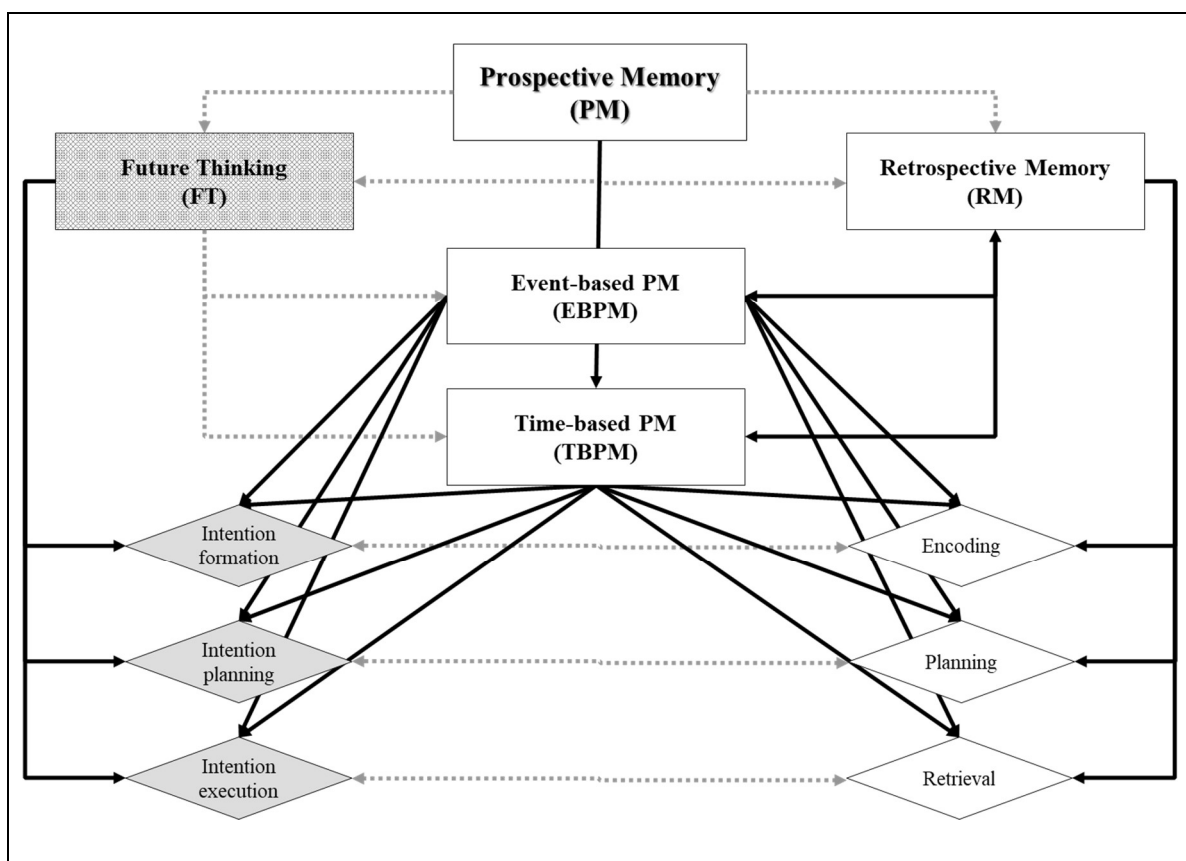 Prospective Memory
(PM)
Future Thinking
(FT)
Retrospective Memory
(RM)
Event-based PM
(EBPM)
Time-based PM
(TBPM)
Intention
formation
Encoding
Intention
planning
Planning
Intention
execution
Retrieval